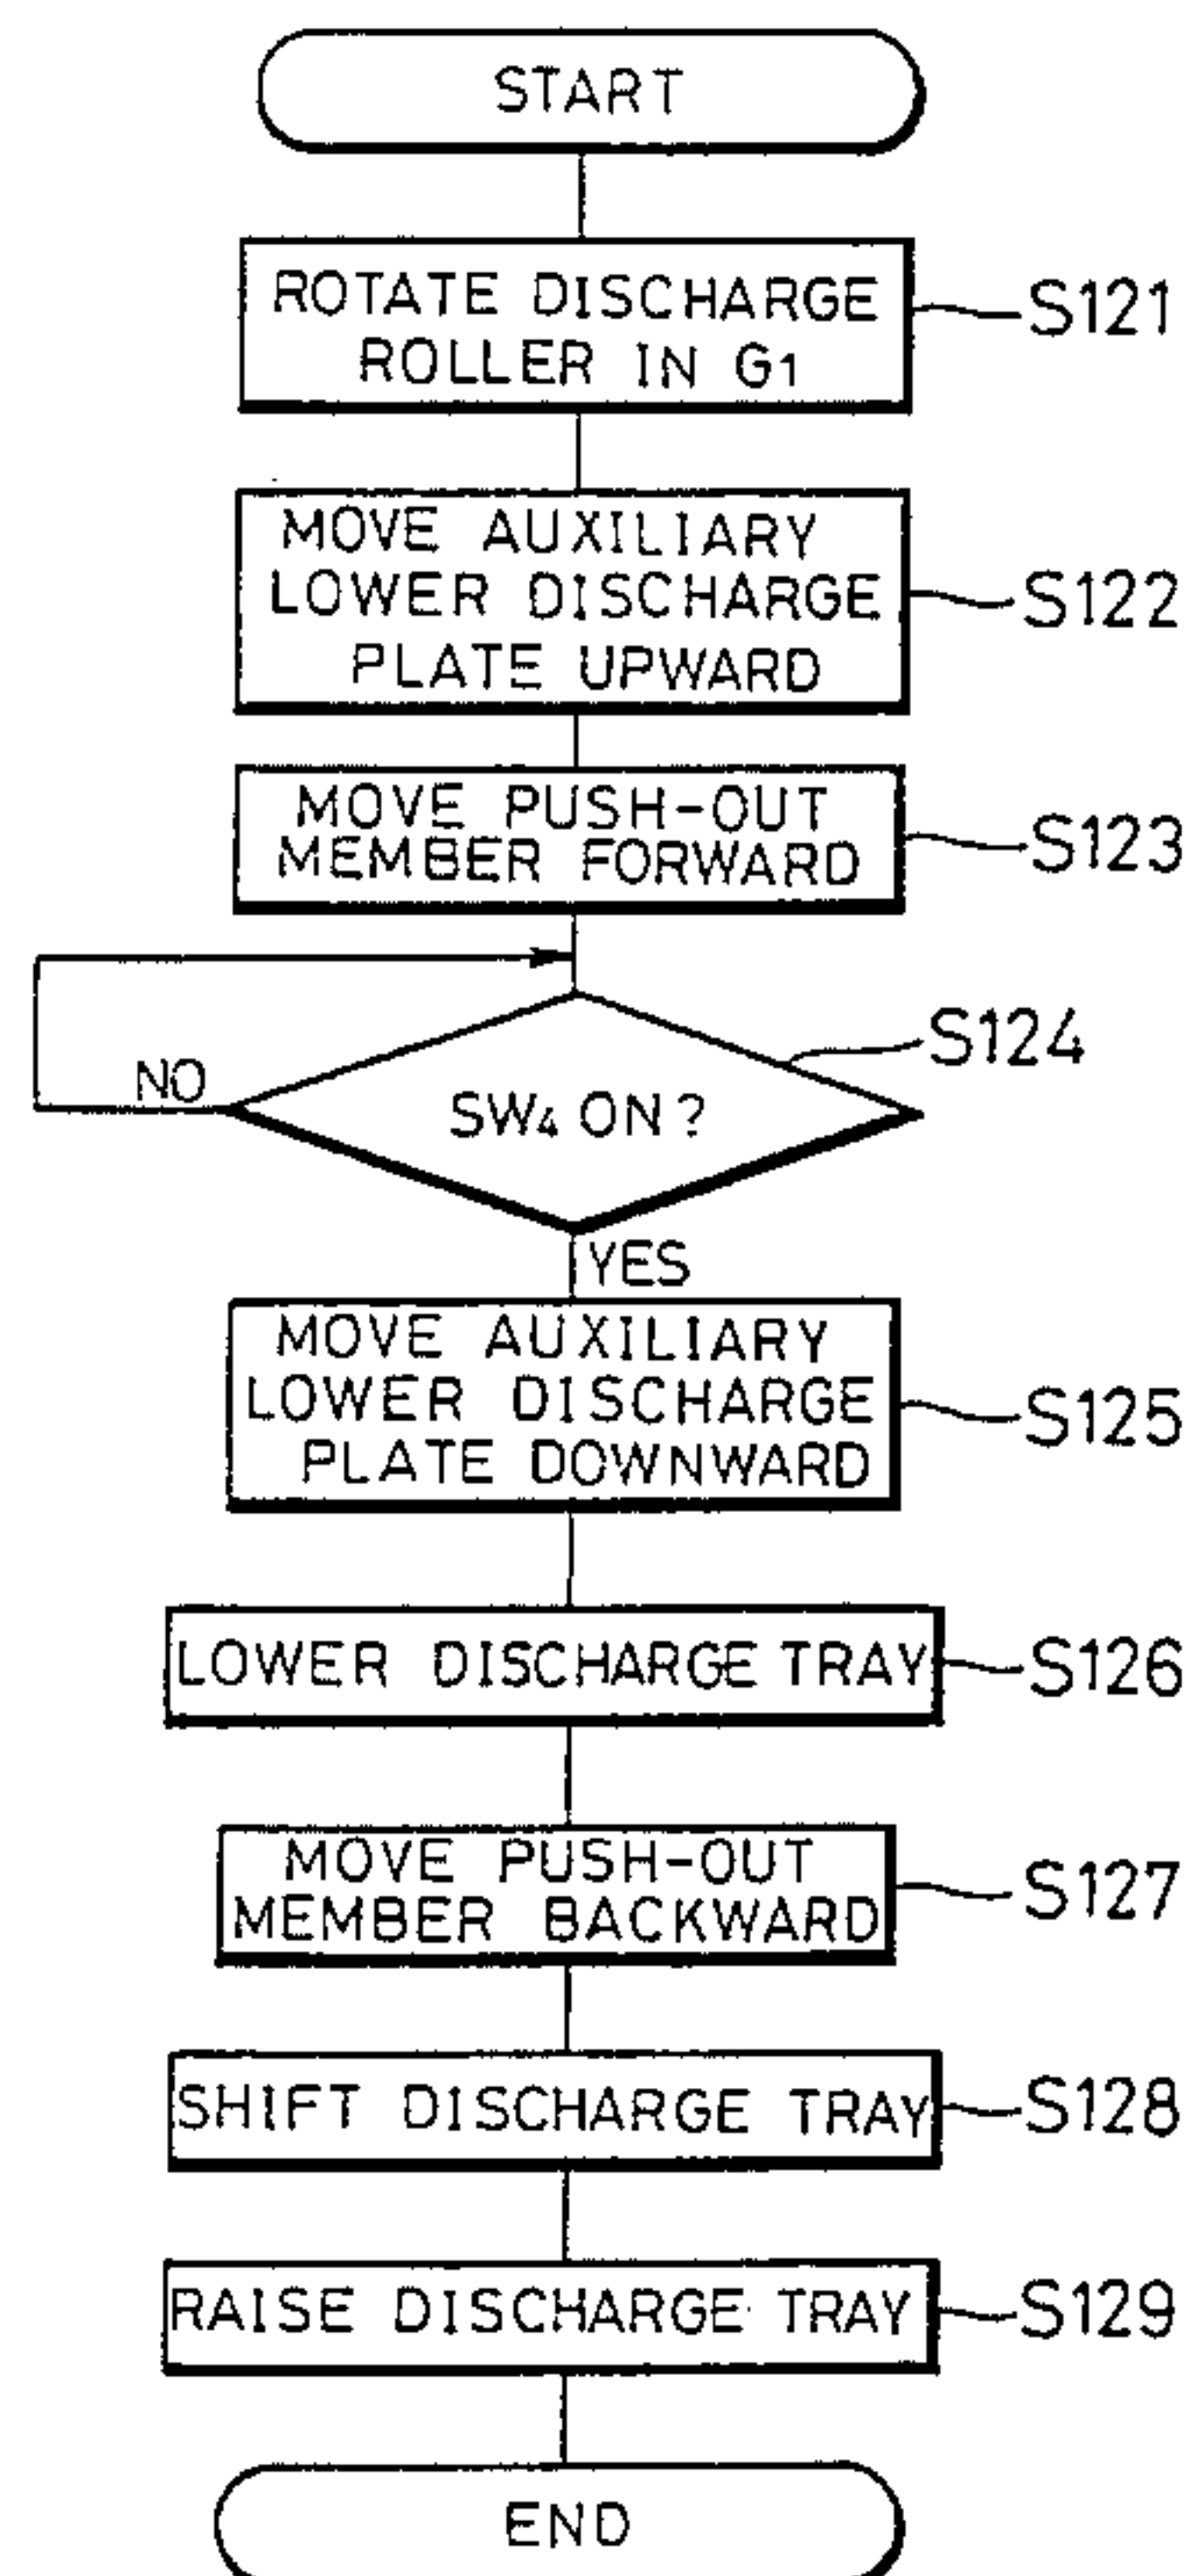 START
ROTATE DISCHARGE
ROLLER IN G1
S121
MOVE AUXILIARY
LOWER DISCHARGE
PLATE UPWARD
S122
MOVE PUSH-OUT
MEMBER FORWARD
S123
S124
NO
SW4 ON?
YES
MOVE AUXILIARY
LOWER DISCHARGE
PLATE DOWNWARD
S125
LOWER DISCHARGE TRAY
S126
MOVE PUSH-OUT
MEMBER BACKWARD
S127
SHIFT DISCHARGE TRAY
S128
RAISE DISCHARGE TRAY
S129
END